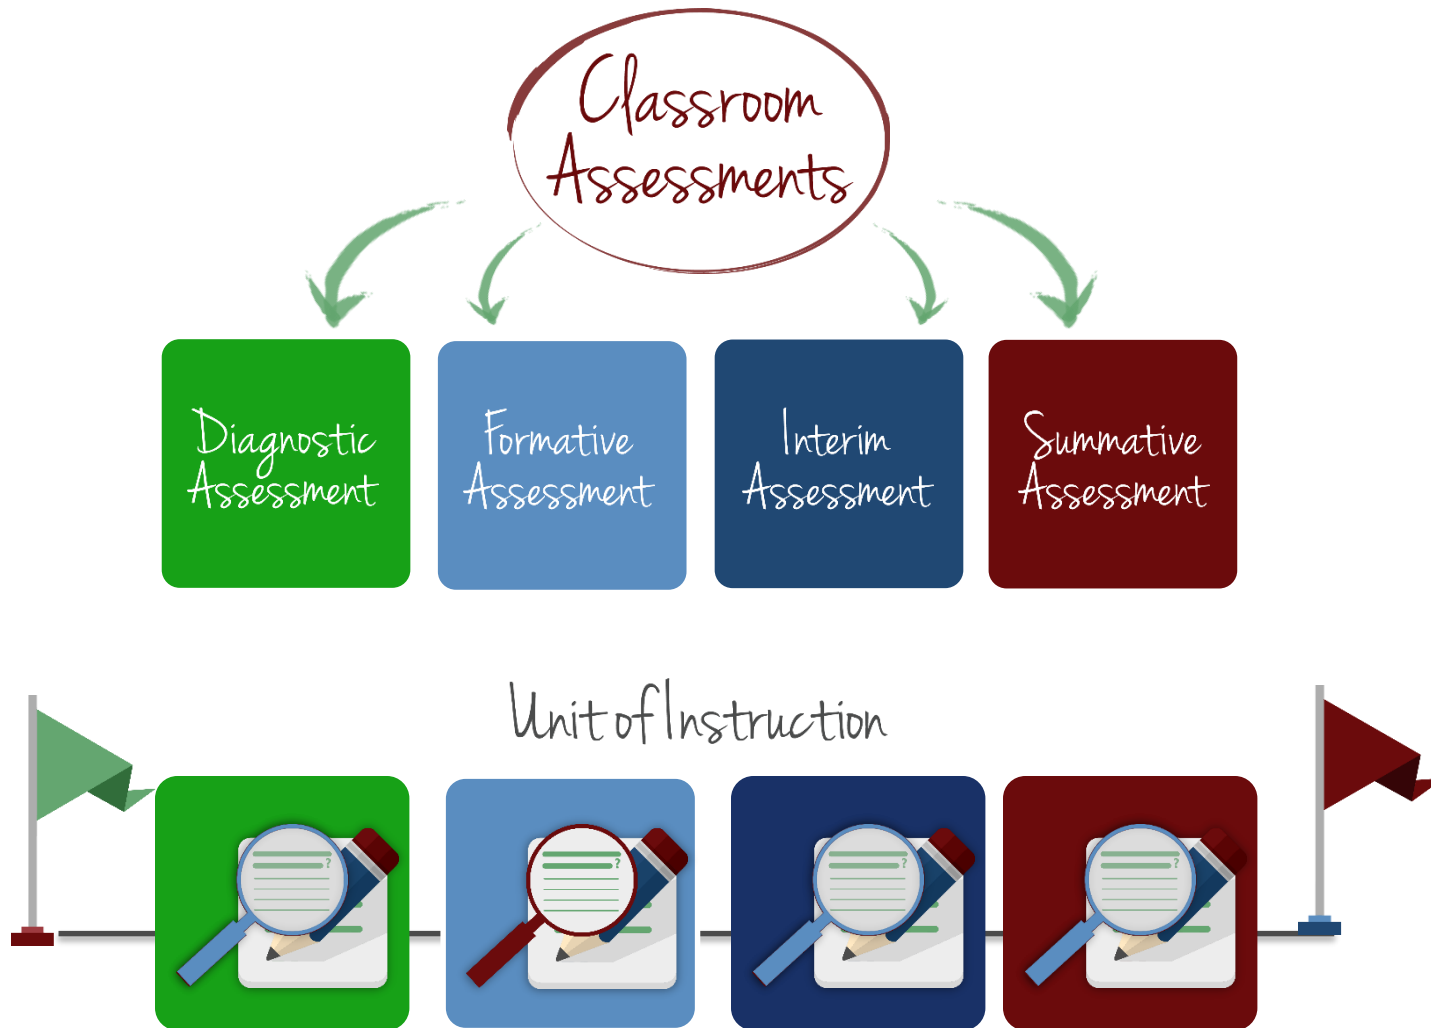 Classroom
Assessments
Diagnostic
Assessment
Formative
Assessment
Interim
Assessment
Summative
Assessment
Unit of Instruction
?
?
?
?